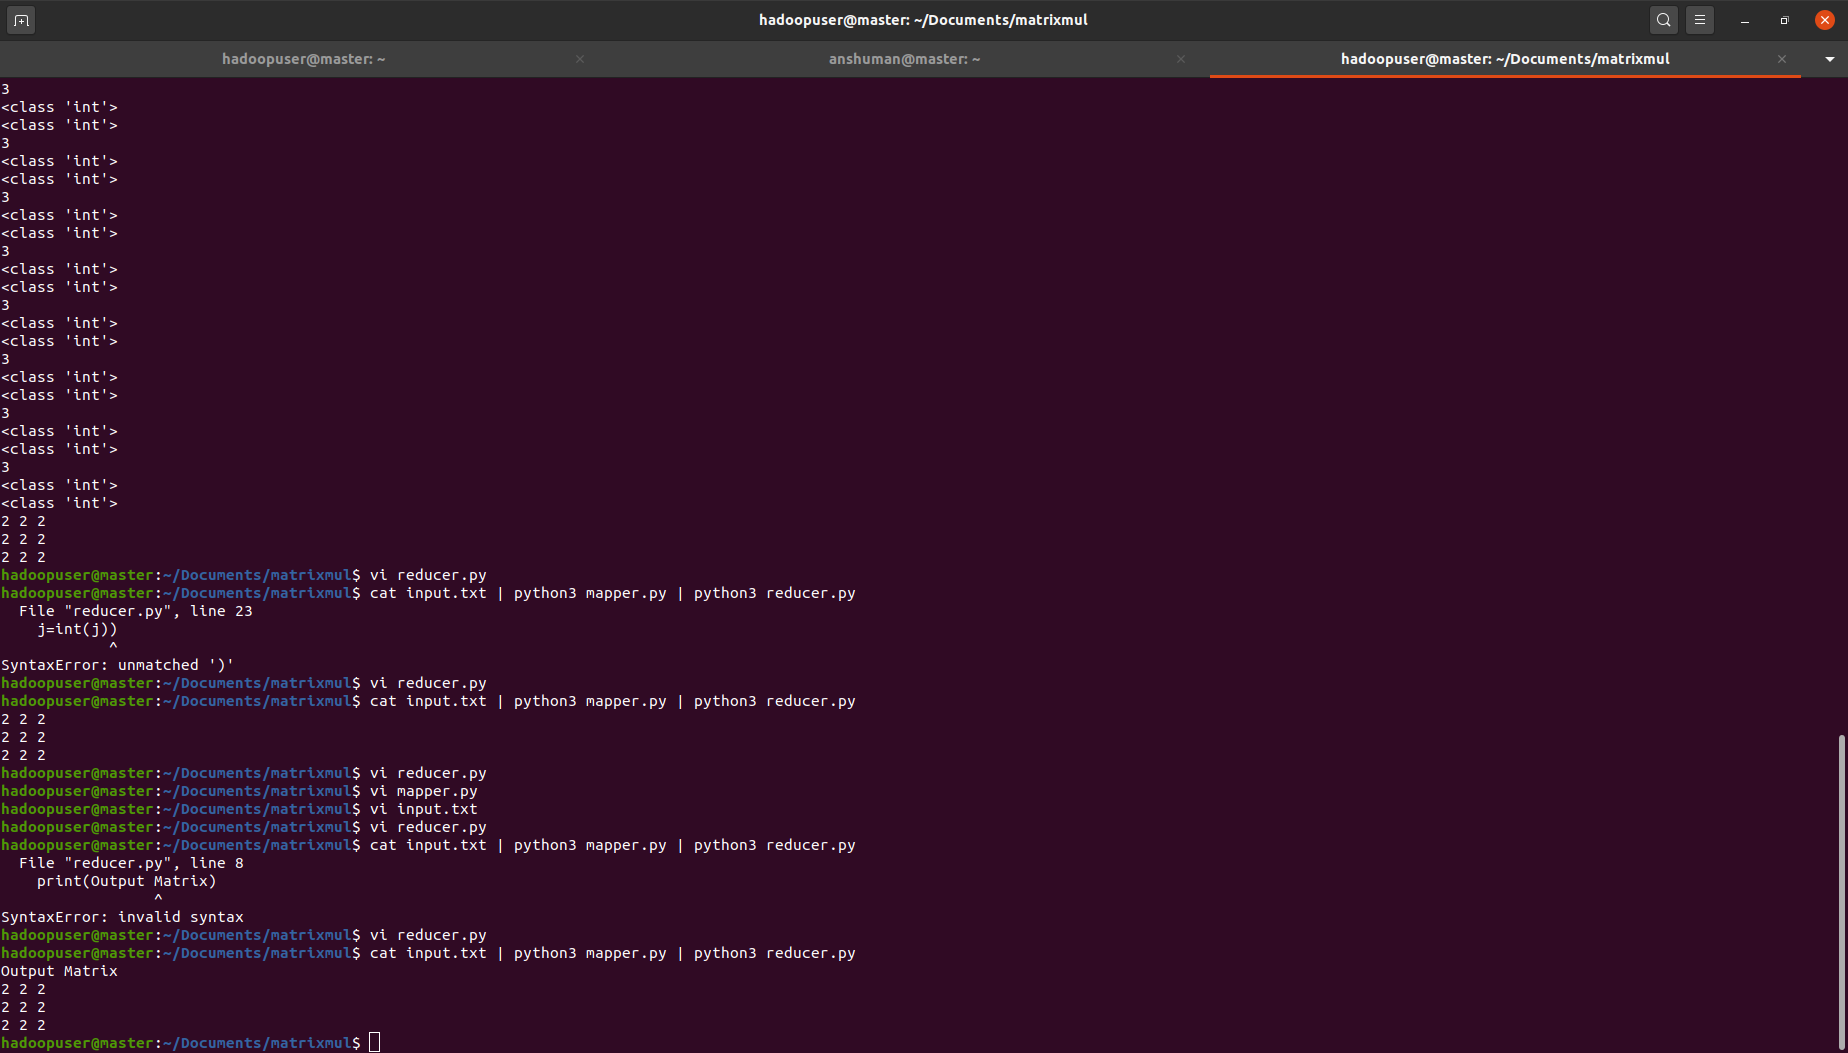 hadoopuser@master: ~/Documents/matrixmul
hadoopuser@master: ~
anshuman@master: ~
hadoopuser@master: ~/Documents/matrixmul
3
<class 'int'>
<class 'int'>
3
<class 'int'>
<class 'int'>
3
<class 'int'>
<class 'int'>
3
<class 'int'>
<class 'int'>
3
<class 'int'>
<class 'int'>
3
<class 'int'>
<class 'int'>
3
<class 'int'>
<class 'int'>
3
<class 'int'>
<class 'int'>
2 2 2
2 2 2
2 2 2
hadoopuser@master:~/Documents/matrixmul$ vi reducer.py
hadoopuser@master:~/Documents/matrixmul$ cat input.txt | python3 mapper.py | python3 reducer.py
  File "reducer.py", line 23
    j=int(j))
            ^
SyntaxError: unmatched ')'
hadoopuser@master:~/Documents/matrixmul$ vi reducer.py
hadoopuser@master:~/Documents/matrixmul$ cat input.txt | python3 mapper.py | python3 reducer.py
2 2 2
2 2 2
2 2 2
hadoopuser@master:~/Documents/matrixmul$ vi reducer.py
hadoopuser@master:~/Documents/matrixmul$ vi mapper.py
hadoopuser@master:~/Documents/matrixmul$ vi input.txt
hadoopuser@master:~/Documents/matrixmul$ vi reducer.py
hadoopuser@master:~/Documents/matrixmul$ cat input.txt | python3 mapper.py | python3 reducer.py
  File "reducer.py", line 8
    print(Output Matrix)
                 ^
SyntaxError: invalid syntax
hadoopuser@master:~/Documents/matrixmul$ vi reducer.py
hadoopuser@master:~/Documents/matrixmul$ cat input.txt | python3 mapper.py | python3 reducer.py
Output Matrix
2 2 2
2 2 2
2 2 2
hadoopuser@master:~/Documents/matrixmul$